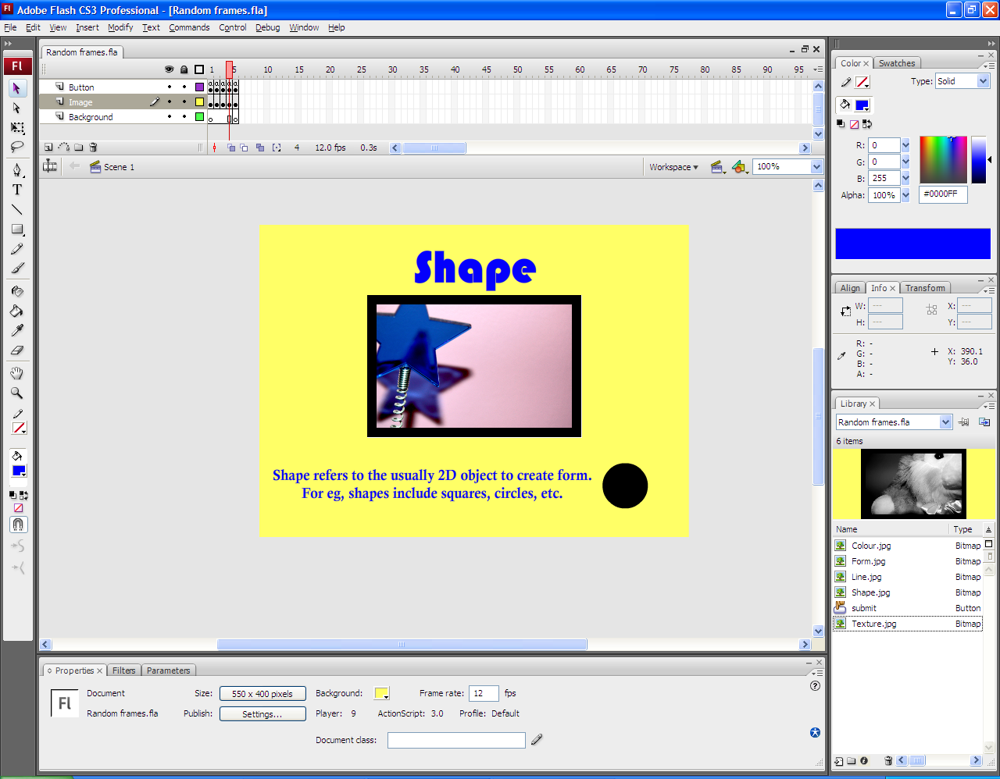 Adobe Flash CS3 Professional - [Random frames.fla]
File Edit View Insert Modify Text Commands Control Debug Window Help
Random frames.fla
1 5 10 15 20 25 30 35 40 45 50 55 60 65 70 75 80 85 90 95
Button
Image
Background
4 12.0 fps 0.3s
Scene 1
Workspace
100%
Shape
Shape refers to the usually 2D object to create form.
For eg, shapes include squares, circles, etc.
Properties Filters Parameters
Fl
Document
Random frames.fla
Size: 550 x 400 pixels
Publish: Settings...
Background:
Frame rate: 12 fps
Player: 9 ActionScript: 3.0 Profile: Default
Document class:
Color Swatches
Type: Solid
R: 0
G: 0
B: 255
Alpha: 100%
#0000FF
Align Info Transform
W: ---
H: ---
X: ---
Y: ---
R: -
G: -
B: -
A: -
X: 390.1
Y: 36.0
Library
Random frames.fla
6 items
Name Type
Colour.jpg Bitmap
Form.jpg Bitmap
Line.jpg Bitmap
Shape.jpg Bitmap
submit Button
Texture.jpg Bitmap